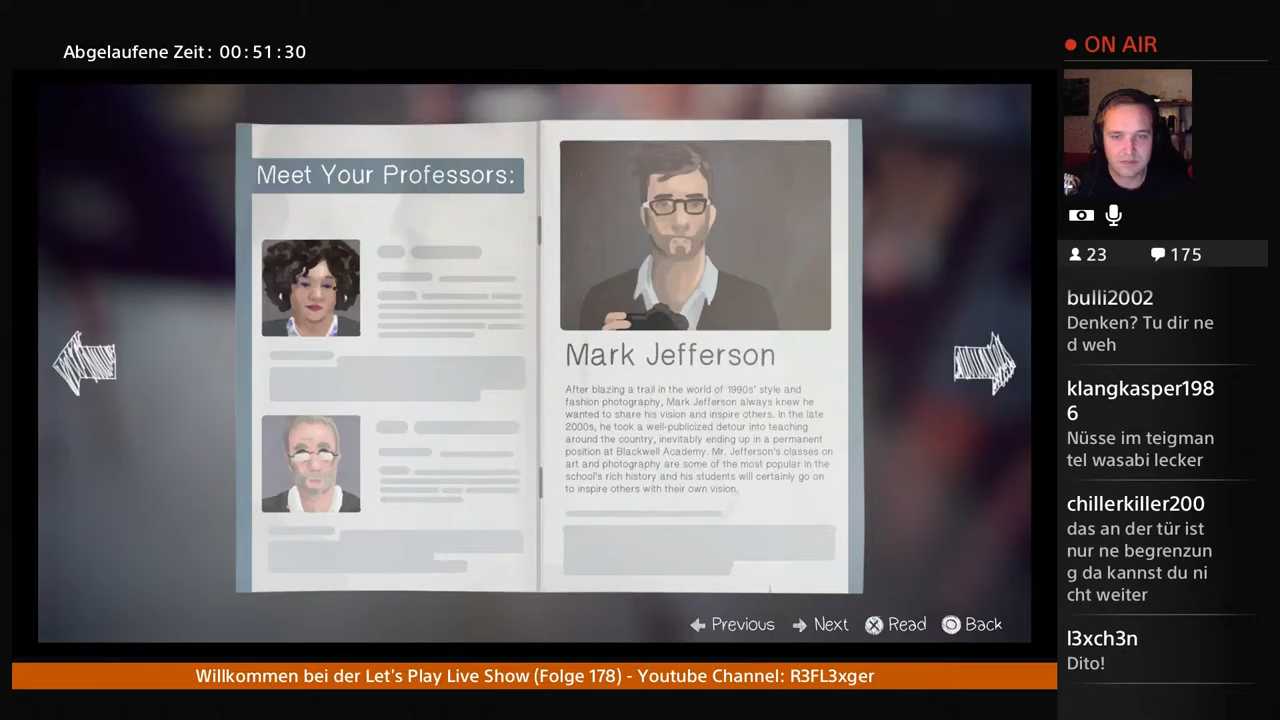 Abgelaufene Zeit: 00:51:30
ON AIR
Meet Your Professors:
Mark Jefferson
After blazing a trail in the world of 1990s' style and
fashion photography, Mark Jefferson always knew he
wanted to share his vision and inspire others. In the late
2000s, he took a well-publicized detour into teaching
around the country, inevitably ending up in a permanent
position at Blackwell Academy. Mr. Jefferson's classes on
art and photography are some of the most popular in the
school's rich history and his students will certainly go on
to inspire others with their own vision.
Previous
Next
Read
Back
23
175
bulli2002
Denken? Tu dir ne
d weh
klangkasper198
6
Nüsse im teigman
tel wasabi lecker
chillerkiller200
das an der tür ist
nur ne begrenzun
g da kannst du ni
cht weiter
l3xch3n
Dito!
Willkommen bei der Let's Play Live Show (Folge 178) - Youtube Channel: R3FL3xger